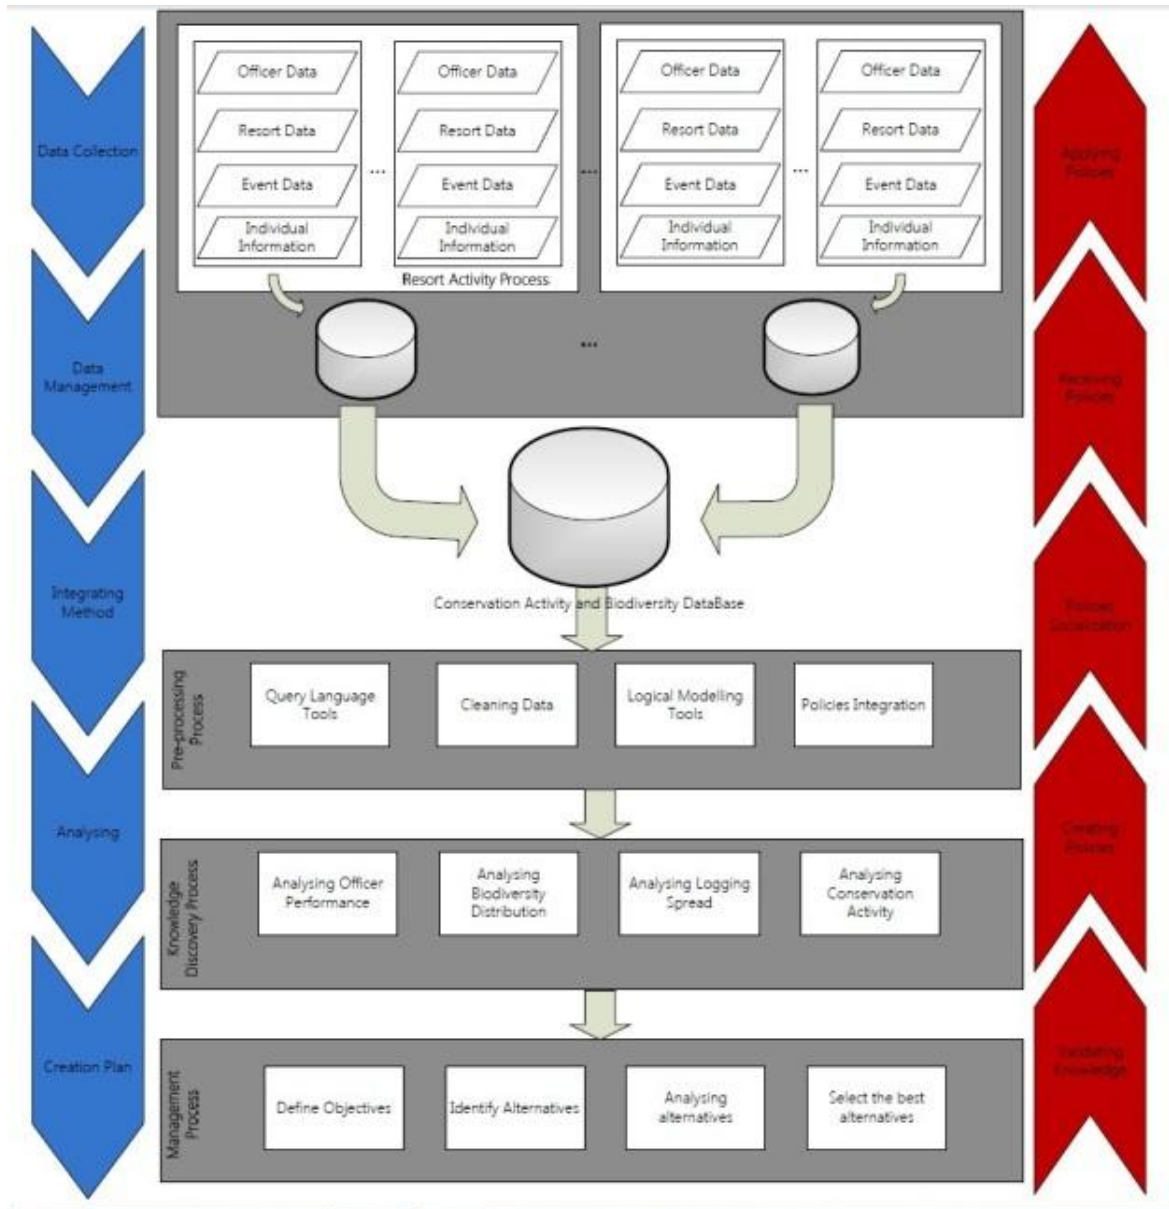 Data Collection
Data
Management
Integrating
Method
Analysing
Creation Plan
Officer Data
Resort Data
Event Data
Individual
Information
...
Officer Data
Resort Data
Event Data
Individual
Information
Resort Activity Process
...
Officer Data
Resort Data
Event Data
Individual
Information
...
Officer Data
Resort Data
Event Data
Individual
Information
...
Conservation Activity and Biodiversity DataBase
Pre-processing
Process
Query Language
Tools
Cleaning Data
Logical Modelling
Tools
Policies Integration
Knowledge
Discovery Process
Analysing Officer
Performance
Analysing
Biodiversity
Distribution
Analysing Logging
Spread
Analysing
Conservation
Activity
Management
Process
Define Objectives
Identify Alternatives
Analysing
alternatives
Select the best
alternatives
Applying
Policies
Receiving
Policies
Policies
Socialization
Creating
Policies
Validating
Knowledge